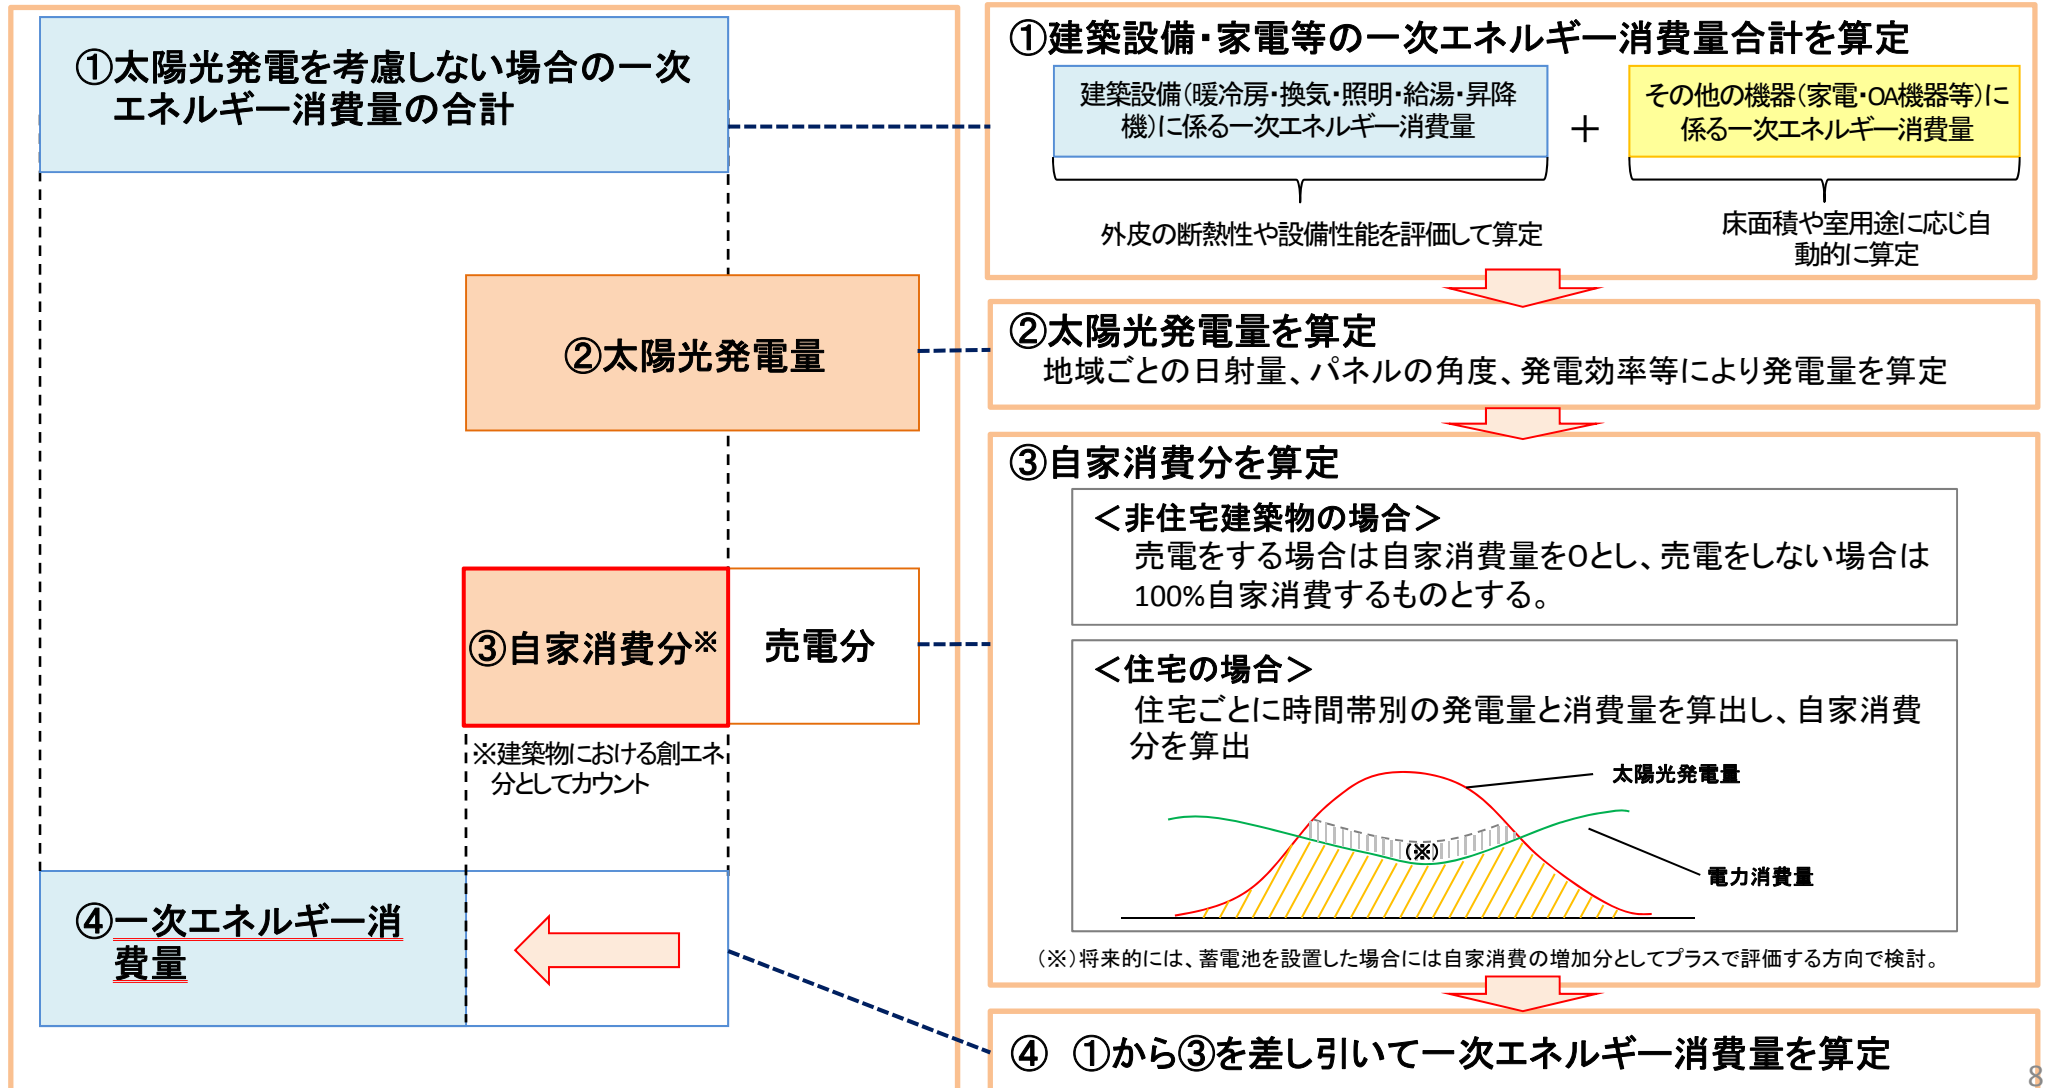 ①太陽光発電を考慮しない場合の一次
エネルギー消費量の合計
②太陽光発電量
③自家消費分※
売電分
※建築物における創エネ
分としてカウント
④一次エネルギー消
費量
①建築設備・家電等の一次エネルギー消費量合計を算定
建築設備(暖冷房・換気・照明・給湯・昇降
機)に係る一次エネルギー消費量
＋
その他の機器(家電・OA機器等)に
係る一次エネルギー消費量
外皮の断熱性や設備性能を評価して算定
床面積や室用途に応じ自
動的に算定
②太陽光発電量を算定
地域ごとの日射量、パネルの角度、発電効率等により発電量を算定
③自家消費分を算定
＜非住宅建築物の場合＞
売電をする場合は自家消費量を0とし、売電をしない場合は
100%自家消費するものとする。
＜住宅の場合＞
住宅ごとに時間帯別の発電量と消費量を算出し、自家消費
分を算出
太陽光発電量
(※)
電力消費量
(※)将来的には、蓄電池を設置した場合には自家消費の増加分としてプラスで評価する方向で検討。
④　①から③を差し引いて一次エネルギー消費量を算定
8